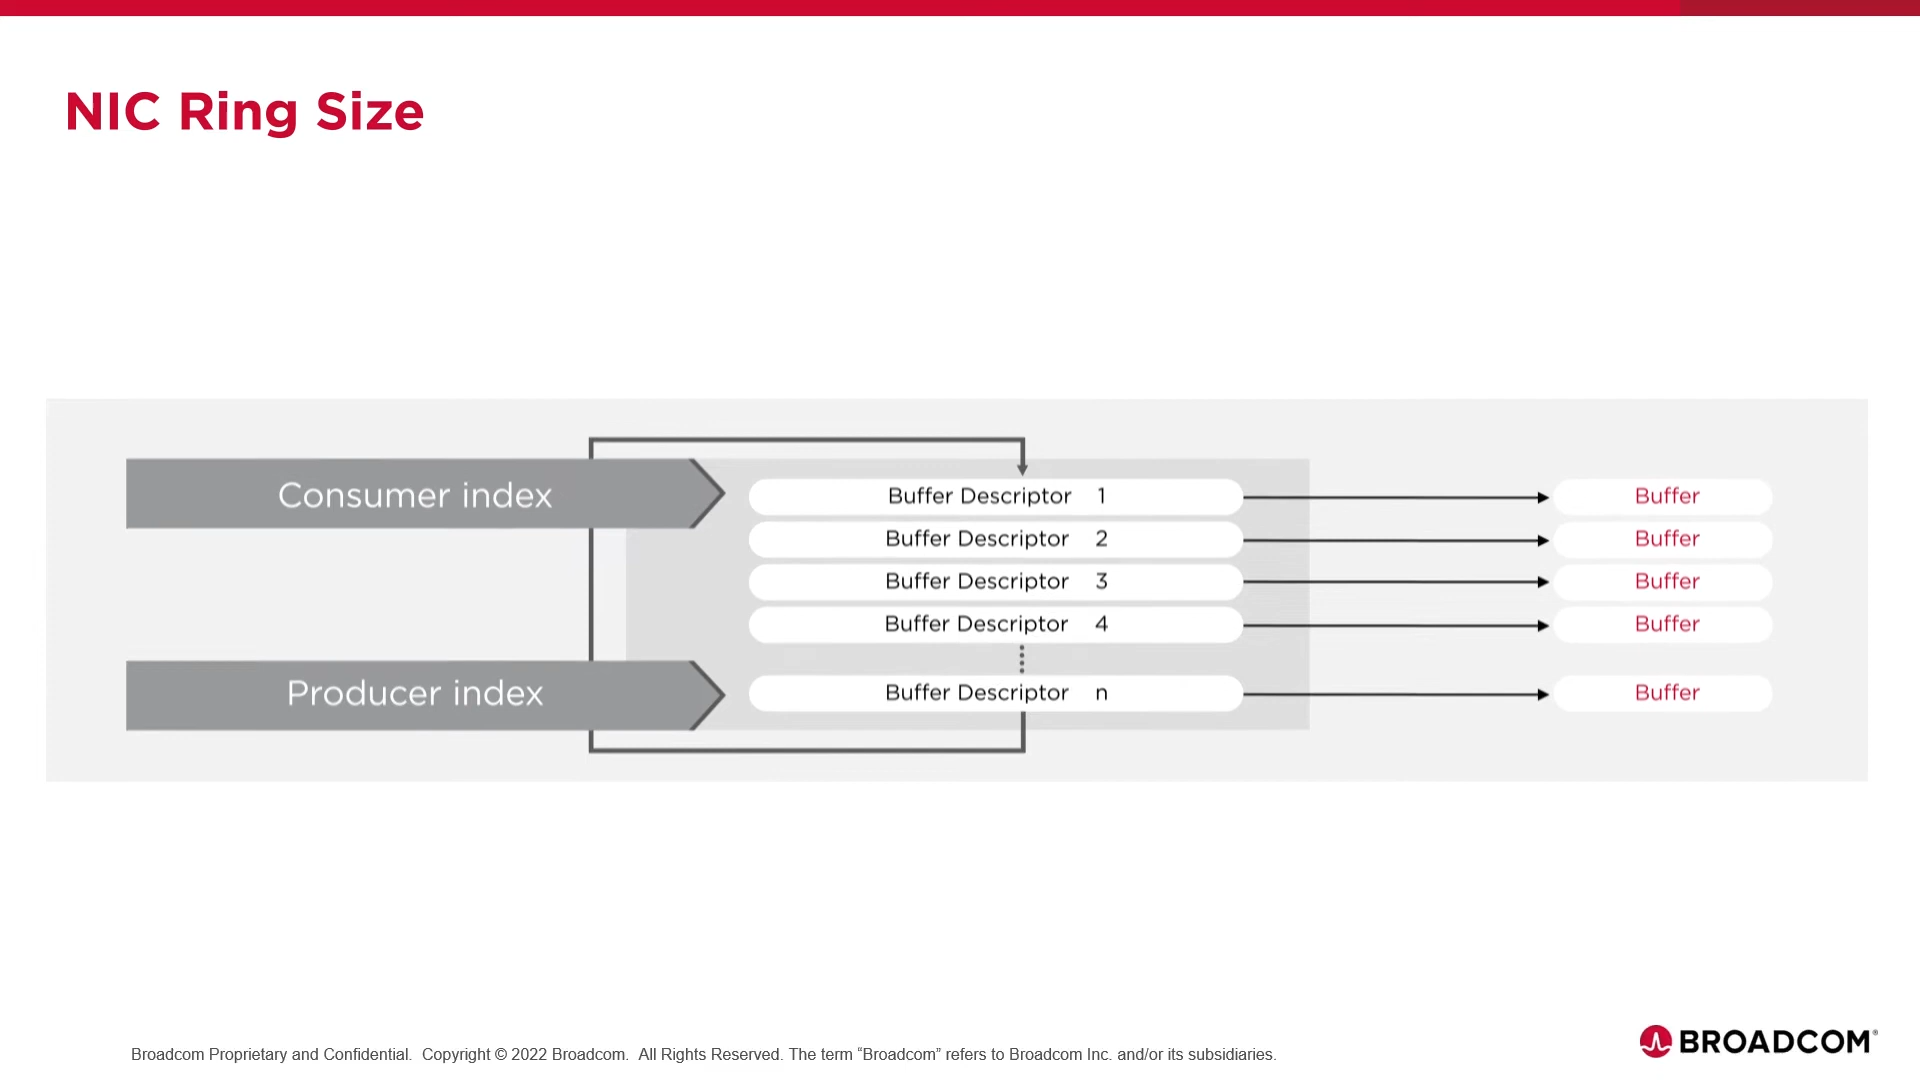 NIC Ring Size
Consumer index
Buffer Descriptor 1
Buffer
Buffer Descriptor 2
Buffer
Buffer Descriptor 3
Buffer
Buffer Descriptor 4
Buffer
Producer index
Buffer Descriptor n
Buffer
Broadcom Proprietary and Confidential. Copyright © 2022 Broadcom. All Rights Reserved. The term “Broadcom” refers to Broadcom Inc. and/or its subsidiaries.
BROADCOM®